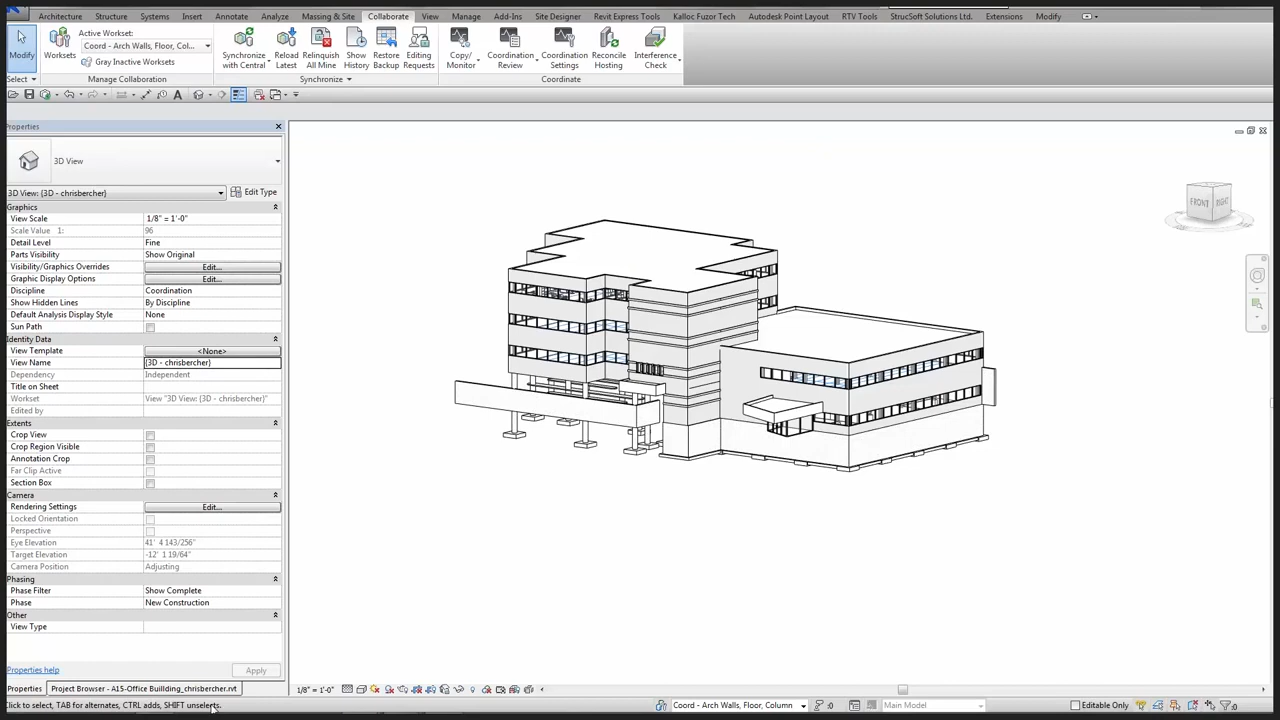 Architecture Structure Systems Insert Annotate Analyze Massing & Site Collaborate View Manage Add-Ins Site Designer Revit Express Tools Kalloc Fuzor Tech Autodesk Point Layout RTV Tools StrucSoft Solutions Ltd. Extensions Modify
Modify
Select
Worksets
Active Workset:
Coord - Arch Walls, Floor, Col...
Gray Inactive Worksets
Manage Collaboration
Synchronize with Central
Reload Latest
Relinquish All Mine
Show History
Restore Backup
Editing Requests
Synchronize
Copy/ Monitor
Coordination Review
Coordination Settings
Reconcile Hosting
Interference Check
Coordinate
Properties
3D View
3D View: {3D - chrisbercher}
Edit Type
Graphics
View Scale 1/8" = 1'-0"
Scale Value 1: 96
Detail Level Fine
Parts Visibility Show Original
Visibility/Graphics Overrides Edit...
Graphic Display Options Edit...
Discipline Coordination
Show Hidden Lines By Discipline
Default Analysis Display Style None
Sun Path
Identity Data
View Template <None>
View Name {3D - chrisbercher}
Dependency Independent
Title on Sheet
Workset View "3D View: {3D - chrisbercher}"
Edited by
Extents
Crop View
Crop Region Visible
Annotation Crop
Far Clip Active
Section Box
Camera
Rendering Settings Edit...
Locked Orientation
Perspective
Eye Elevation 41' 4 143/256"
Target Elevation -12' 1 19/64"
Camera Position Adjusting
Phasing
Phase Filter Show Complete
Phase New Construction
Other
View Type
Properties help
Apply
Properties Project Browser - A15-Office Buillding_chrisbercher.rvt
FRONT RIGHT
1/8" = 1'-0"
Click to select, TAB for alternates, CTRL adds, SHIFT unselects.
Coord - Arch Walls, Floor, Column
:0
Main Model
Editable Only
:0